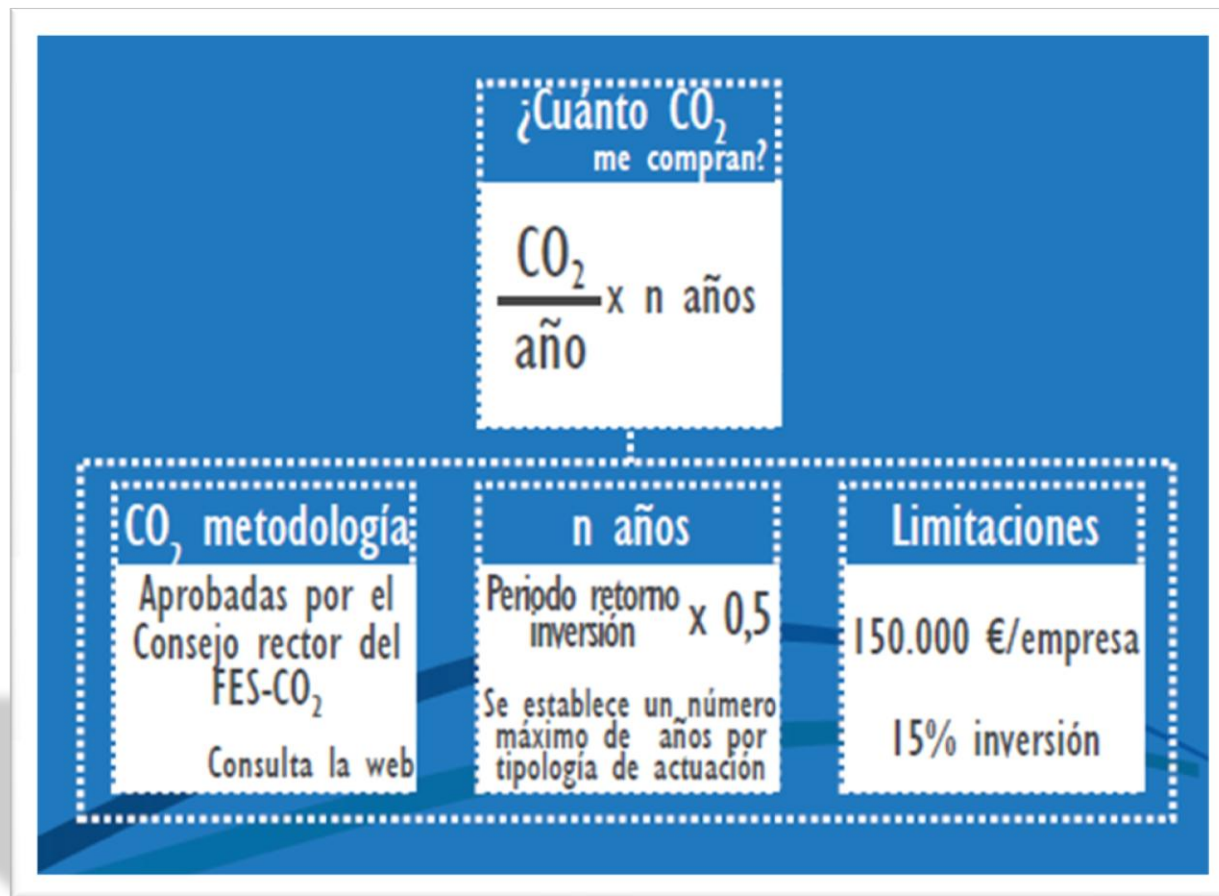 ¿Cuánto CO₂
me compran?
CO₂
año
x n años
CO₂ metodología
Aprobadas por el
Consejo rector del
FES-CO₂
Consulta la web
n años
Periodo retorno
inversión
x 0,5
Se establece un número
máximo de años por
tipología de actuación
Limitaciones
150.000 €/empresa
15% inversión